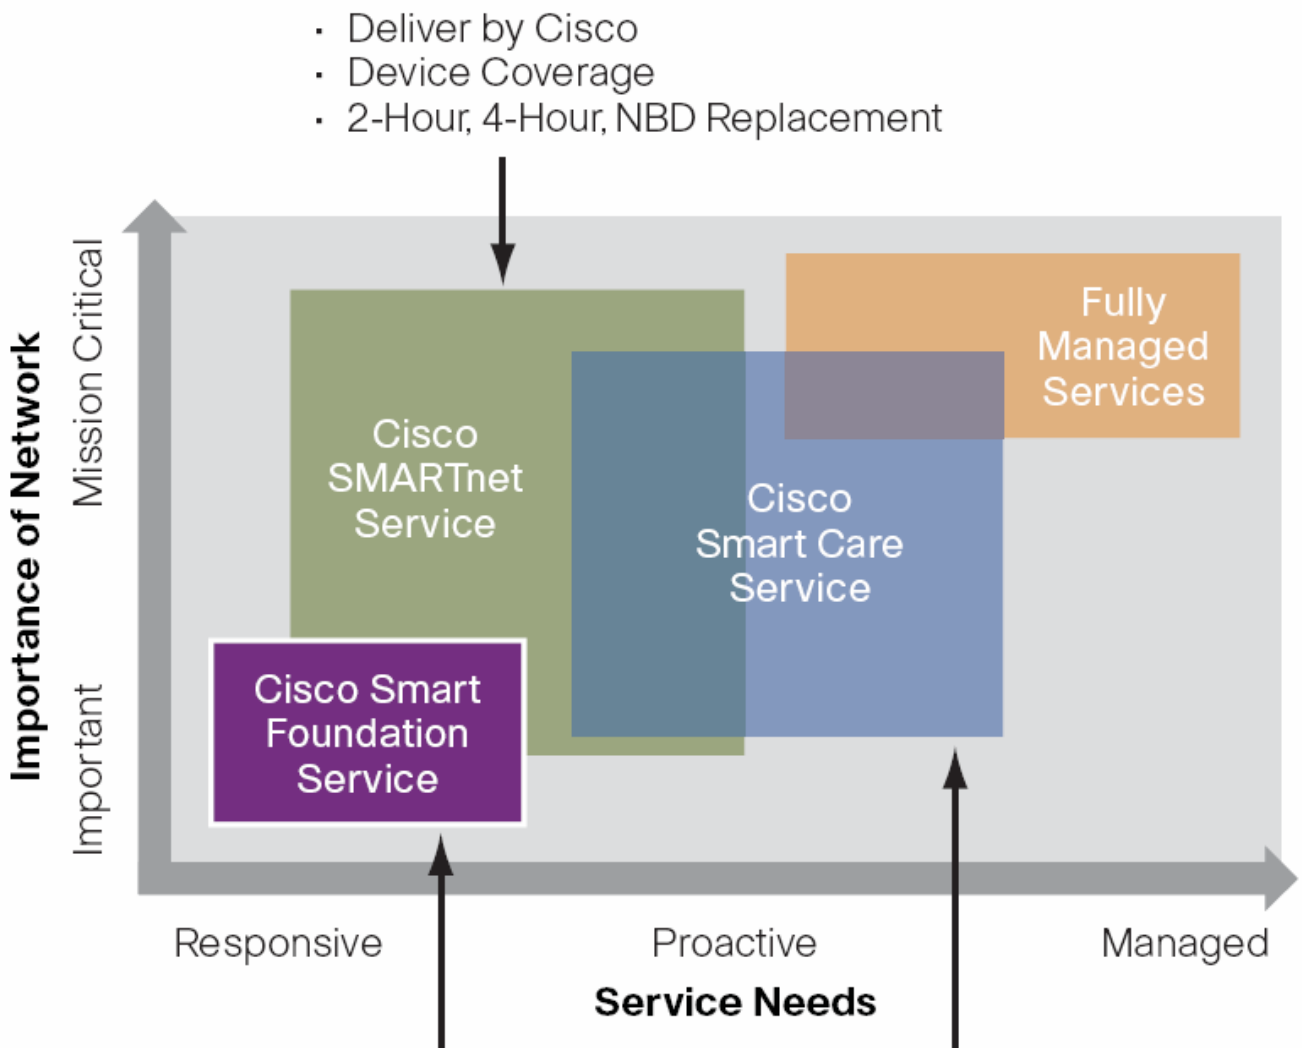 · Deliver by Cisco
· Device Coverage
· 2-Hour, 4-Hour, NBD Replacement
Importance of Network
Mission Critical
Important
Fully
Managed
Services
Cisco
SMARTnet
Service
Cisco
Smart Care
Service
Cisco Smart
Foundation
Service
Responsive
Proactive
Managed
Service Needs